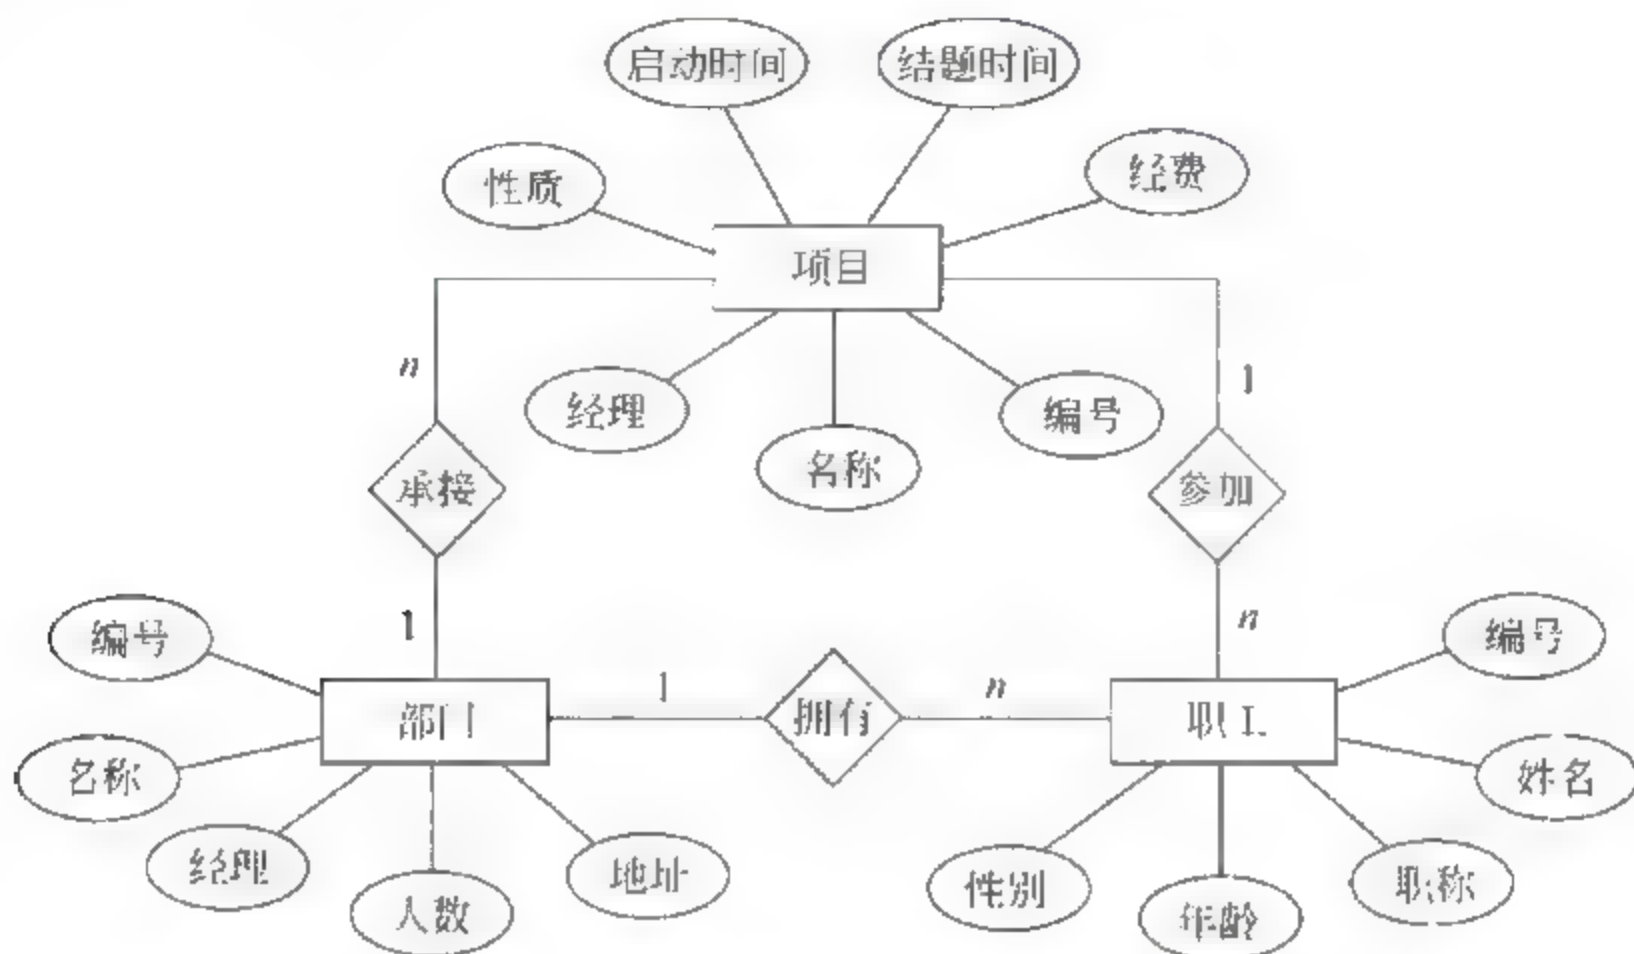 启动时间
结题时间
性质
经费
项目
n
1
经理
编号
名称
承接
参加
1
n
编号
编号
部门
1
拥有
n
职工
名称
姓名
经理
人数
地址
性别
年龄
职称